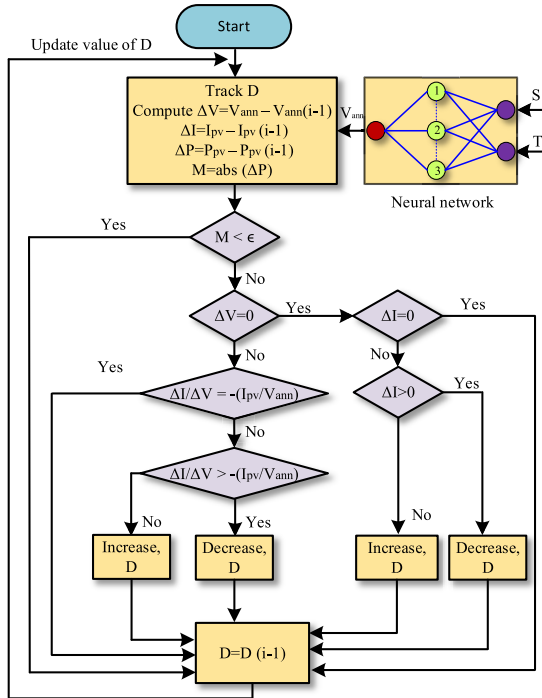 Start
Update value of D
Track D
Compute ΔV=Vann – Vann(i-1)
ΔI=Ipv – Ipv (i-1)
ΔP=Ppv – Ppv (i-1)
M=abs (ΔP)
Vann
1
2
3
S
T
Neural network
Yes
M < ϵ
No
ΔV=0
Yes
ΔI=0
Yes
No
No
Yes
ΔI/ΔV = -(Ipv/Vann)
ΔI>0
Yes
No
ΔI/ΔV > -(Ipv/Vann)
No
Yes
No
Increase,
D
Decrease,
D
Increase,
D
Decrease,
D
D=D (i-1)